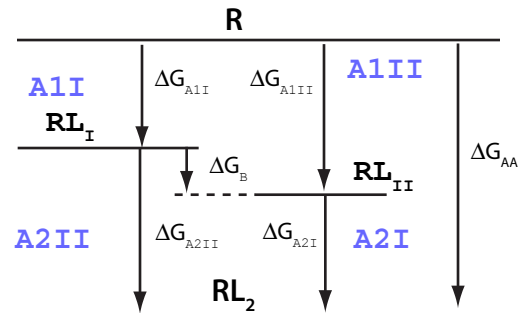 R
A1I
ΔG_A1I
ΔG_A1II
A1II
RL_I
ΔG_B
RL_II
ΔG_AA
A2II
ΔG_A2II
ΔG_A2I
A2I
RL_2